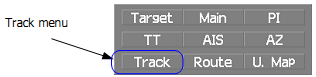 Track menu
Target Main PI
TT AIS AZ
Track Route U. Map